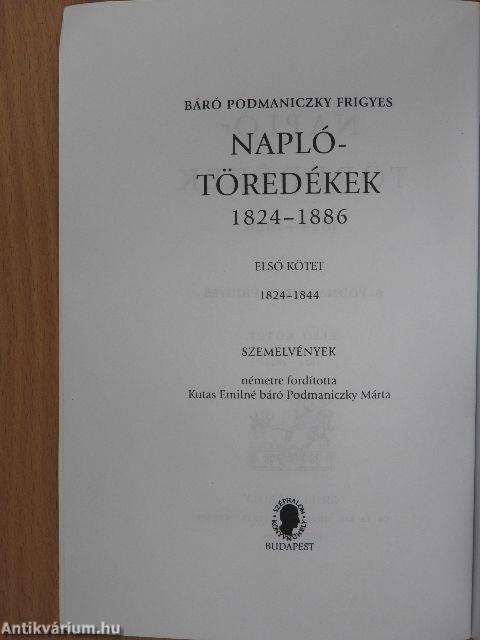 BÁRÓ PODMANICZKY FRIGYES
NAPLÓ-
TÖREDÉKEK
1824–1886
ELSŐ KÖTET
1824–1844
SZEMELVÉNYEK
németre fordította
Kutas Emilné báró Podmaniczky Márta
SZÉPHALOM
KÖNYVMŰHELY
BUDAPEST
Antikvárium.hu